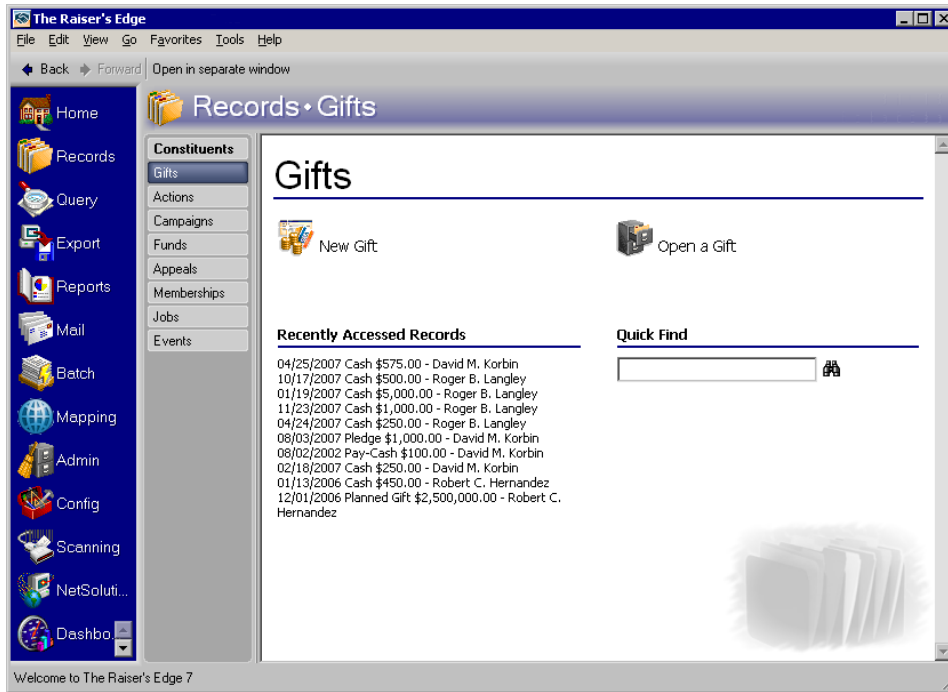 The Raiser's Edge
File Edit View Go Favorites Tools Help
Back Forward Open in separate window
Records • Gifts
Home
Records
Query
Export
Reports
Mail
Batch
Mapping
Admin
Config
Scanning
NetSoluti...
Dashbo...
Constituents
Gifts
Actions
Campaigns
Funds
Appeals
Memberships
Jobs
Events
Gifts
New Gift
Open a Gift
Recently Accessed Records
04/25/2007 Cash $575.00 - David M. Korbin
10/17/2007 Cash $500.00 - Roger B. Langley
01/19/2007 Cash $5,000.00 - Roger B. Langley
11/23/2007 Cash $1,000.00 - Roger B. Langley
04/24/2007 Cash $250.00 - Roger B. Langley
08/03/2007 Pledge $1,000.00 - David M. Korbin
08/02/2002 Pay-Cash $100.00 - David M. Korbin
02/18/2007 Cash $250.00 - David M. Korbin
01/13/2006 Cash $450.00 - Robert C. Hernandez
12/01/2006 Planned Gift $2,500,000.00 - Robert C.
Hernandez
Quick Find
Welcome to The Raiser's Edge 7